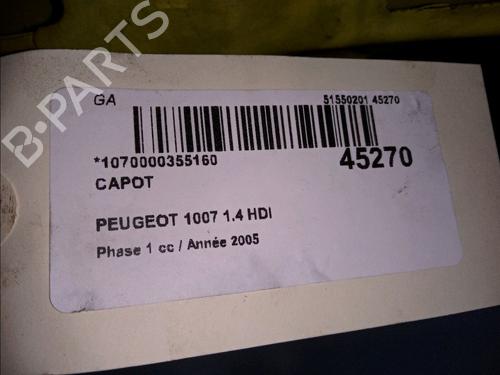 GA 51550201 45270
*1070000355160 45270
CAPOT
PEUGEOT 1007 1.4 HDI
Phase 1 cc / Année 2005
B-PARTS